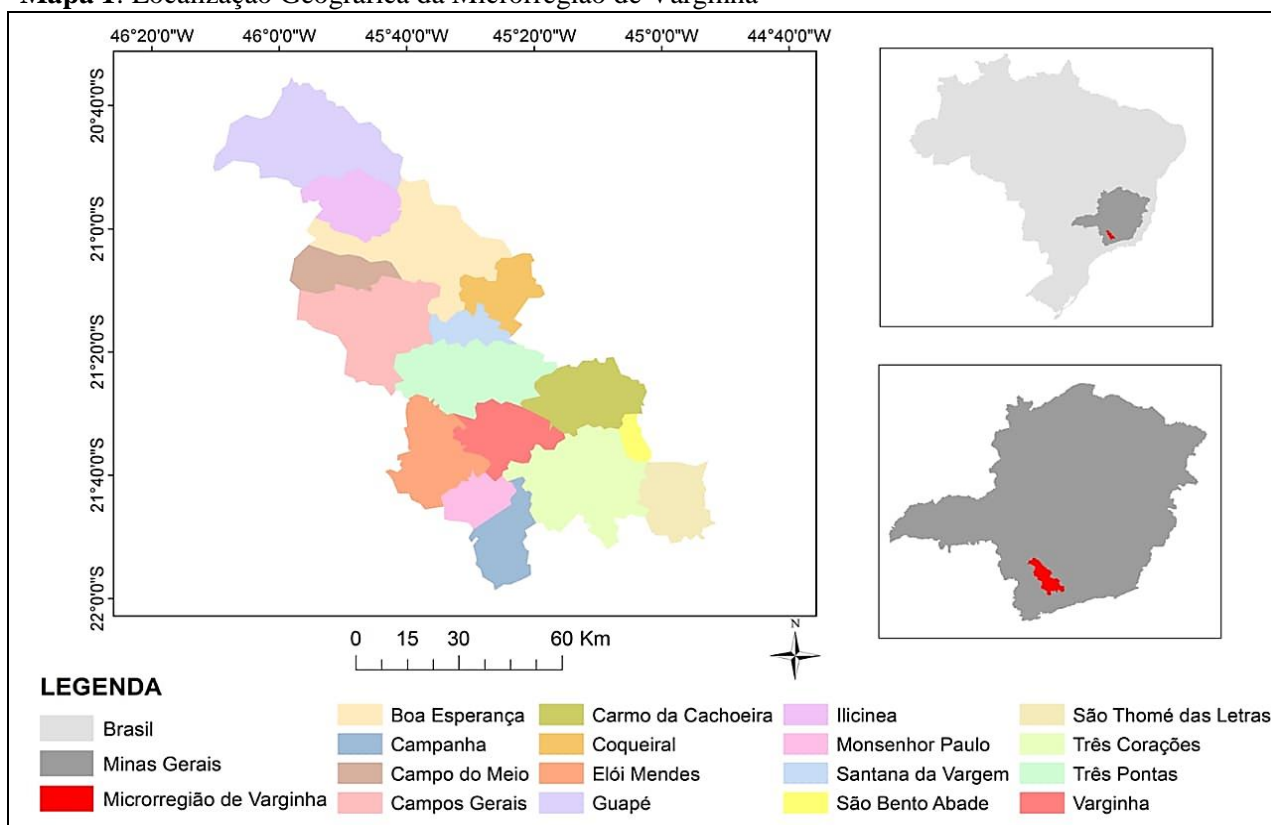 Mapa 1: Localização Geográfica da Microrregião de Varginha
46°20'0"W 46°0'0"W 45°40'0"W 45°20'0"W 45°0'0"W 44°40'0"W
20°40'0"S
21°0'0"S
21°20'0"S
21°40'0"S
22°0'0"S
0 15 30 60 Km
N
LEGENDA
Brasil
Minas Gerais
Microrregião de Varginha
Boa Esperança
Campanha
Campo do Meio
Campos Gerais
Carmo da Cachoeira
Coqueiral
Elói Mendes
Guapé
Ilicinea
Monsenhor Paulo
Santana da Vargem
São Bento Abade
São Thomé das Letras
Três Corações
Três Pontas
Varginha